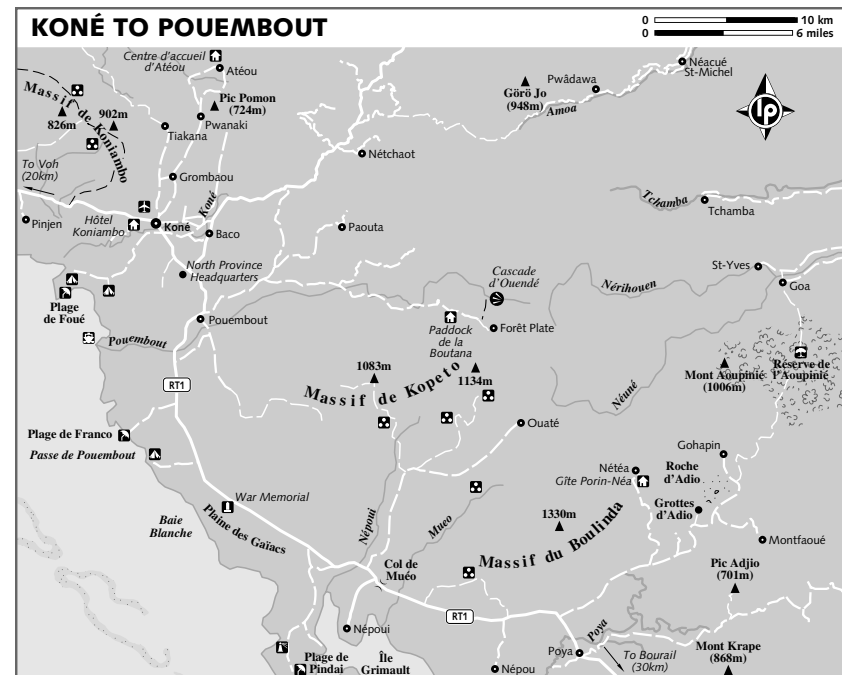 KONÉ TO POUEMBOUT
0 10 km
0 6 miles
Centre d'accueil
d'Atéou
Atéou
Massif de Koniambo
902m
826m
Pic Pomon
(724m)
Pwanaki
Tiakana
Görö Jo
(948m)
Pwâdawa
Amoa
Néacué
St-Michel
lp
To Voh
(20km)
Grombaou
Nétchaot
Koné
Pinjen
Hôtel
Koniambo
Koné
Baco
Paouta
Tchamba
Tchamba
North Province
Headquarters
Cascade
d'Ouendé
St-Yves
Nérihouen
Goa
Plage
de Foué
Pouembout
Pouembout
Paddock
de la
Boutana
Forêt Plate
RT1
1083m
1134m
Massif de Kopeto
Néuné
Mont Aoupinié
(1006m)
Réserve de
l'Aoupinié
Plage de Franco
Passe de Pouembout
Ouaté
Gohapin
Nétéa
Gîte Porin-Néa
Roche
d'Adio
Grottes
d'Adio
War Memorial
Plaine des Gaïacs
Baie
Blanche
Népoui
Mueo
1330m
Massif du Boulinda
Montfaoué
Col de
Muéo
Pic Adjio
(701m)
RT1
Népoui
Poya
Poya
To Bourail
(30km)
Mont Krape
(868m)
Plage de
Pindai
Île
Grimault
Népou